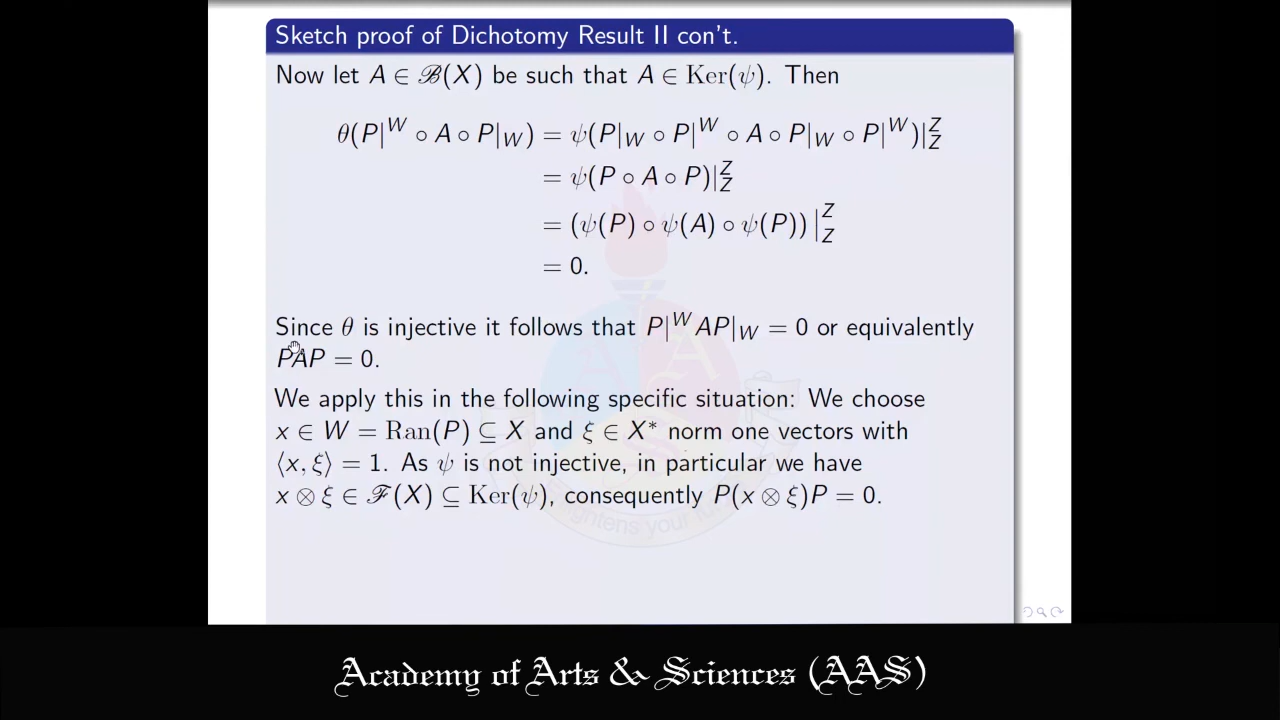 Sketch proof of Dichotomy Result II con't.
Now let A ∈ ℬ(X) be such that A ∈ Ker(ψ). Then
θ(P|^W ∘ A ∘ P|_W) = ψ(P|_W ∘ P|^W ∘ A ∘ P|_W ∘ P|^W)|^Z_Z
= ψ(P ∘ A ∘ P)|^Z_Z
= (ψ(P) ∘ ψ(A) ∘ ψ(P)) |^Z_Z
= 0.
Since θ is injective it follows that P|^W AP|_W = 0 or equivalently
PAP = 0.
We apply this in the following specific situation: We choose
x ∈ W = Ran(P) ⊆ X and ξ ∈ X* norm one vectors with
⟨x, ξ⟩ = 1. As ψ is not injective, in particular we have
x ⊗ ξ ∈ ℱ(X) ⊆ Ker(ψ), consequently P(x ⊗ ξ)P = 0.
Academy of Arts & Sciences (AAS)